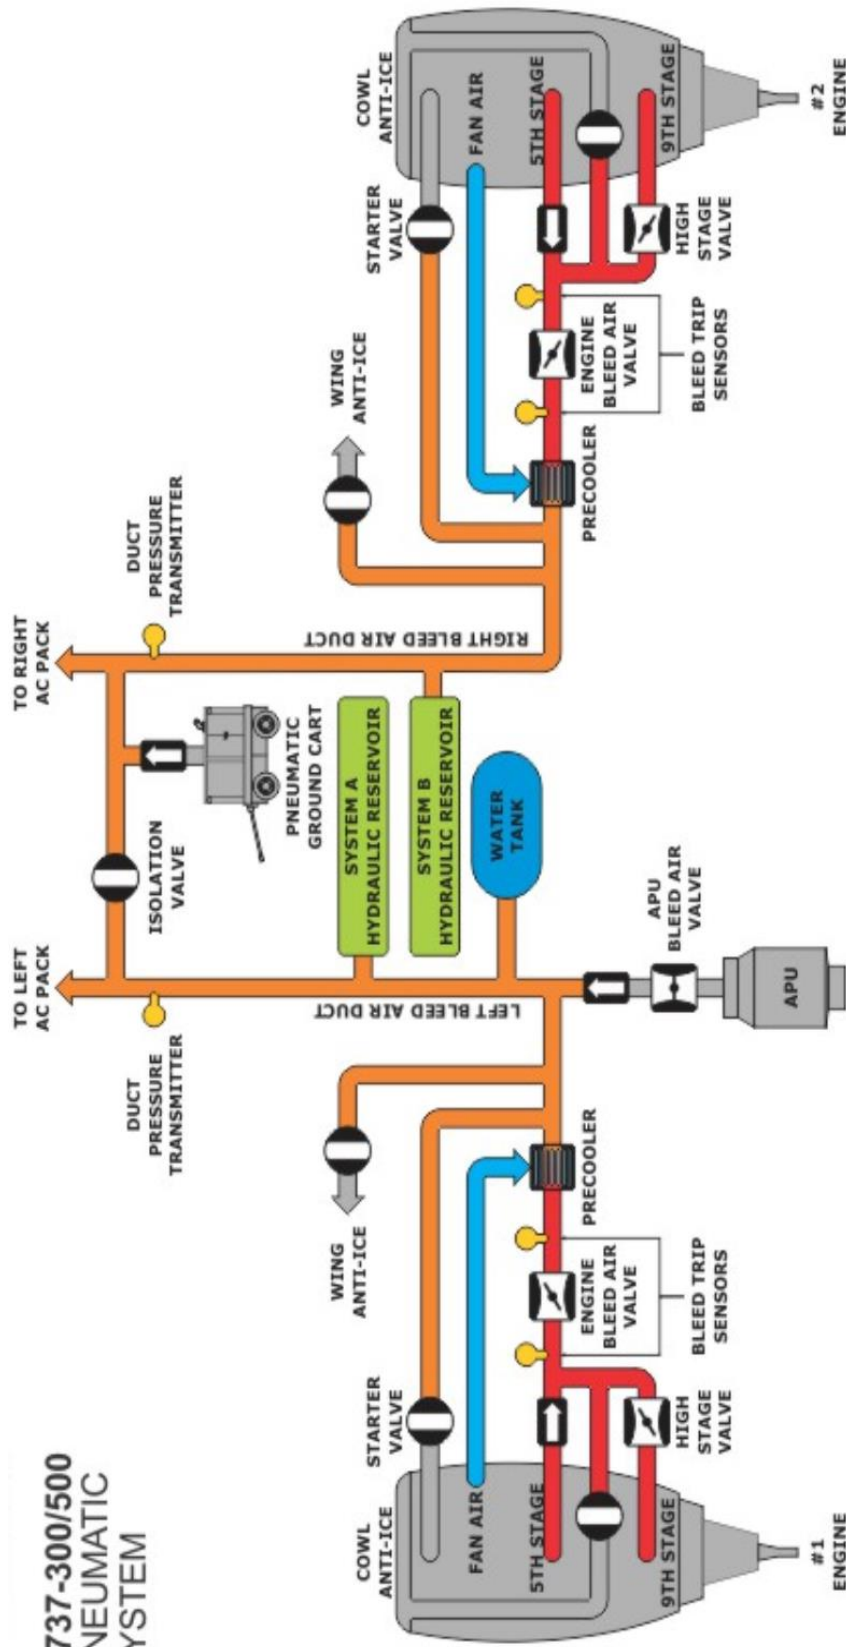 737-300/500
NEUMATIC
YSTEM
TO LEFT
AC PACK
TO RIGHT
AC PACK
DUCT
PRESSURE
TRANSMITTER
DUCT
PRESSURE
TRANSMITTER
ISOLATION
VALVE
PNEUMATIC
GROUND CART
WING
ANTI-ICE
WING
ANTI-ICE
LEFT BLEED AIR DUCT
RIGHT BLEED AIR DUCT
SYSTEM A
HYDRAULIC RESERVOIR
SYSTEM B
HYDRAULIC RESERVOIR
WATER
TANK
COWL
ANTI-ICE
STARTER
VALVE
STARTER
VALVE
COWL
ANTI-ICE
FAN AIR
FAN AIR
5TH STAGE
5TH STAGE
PRECOOLER
PRECOOLER
ENGINE
BLEED AIR
VALVE
ENGINE
BLEED AIR
VALVE
9TH STAGE
HIGH
STAGE
VALVE
BLEED TRIP
SENSORS
APU
BLEED AIR
VALVE
BLEED TRIP
SENSORS
HIGH
STAGE
VALVE
9TH STAGE
APU
#1
ENGINE
#2
ENGINE